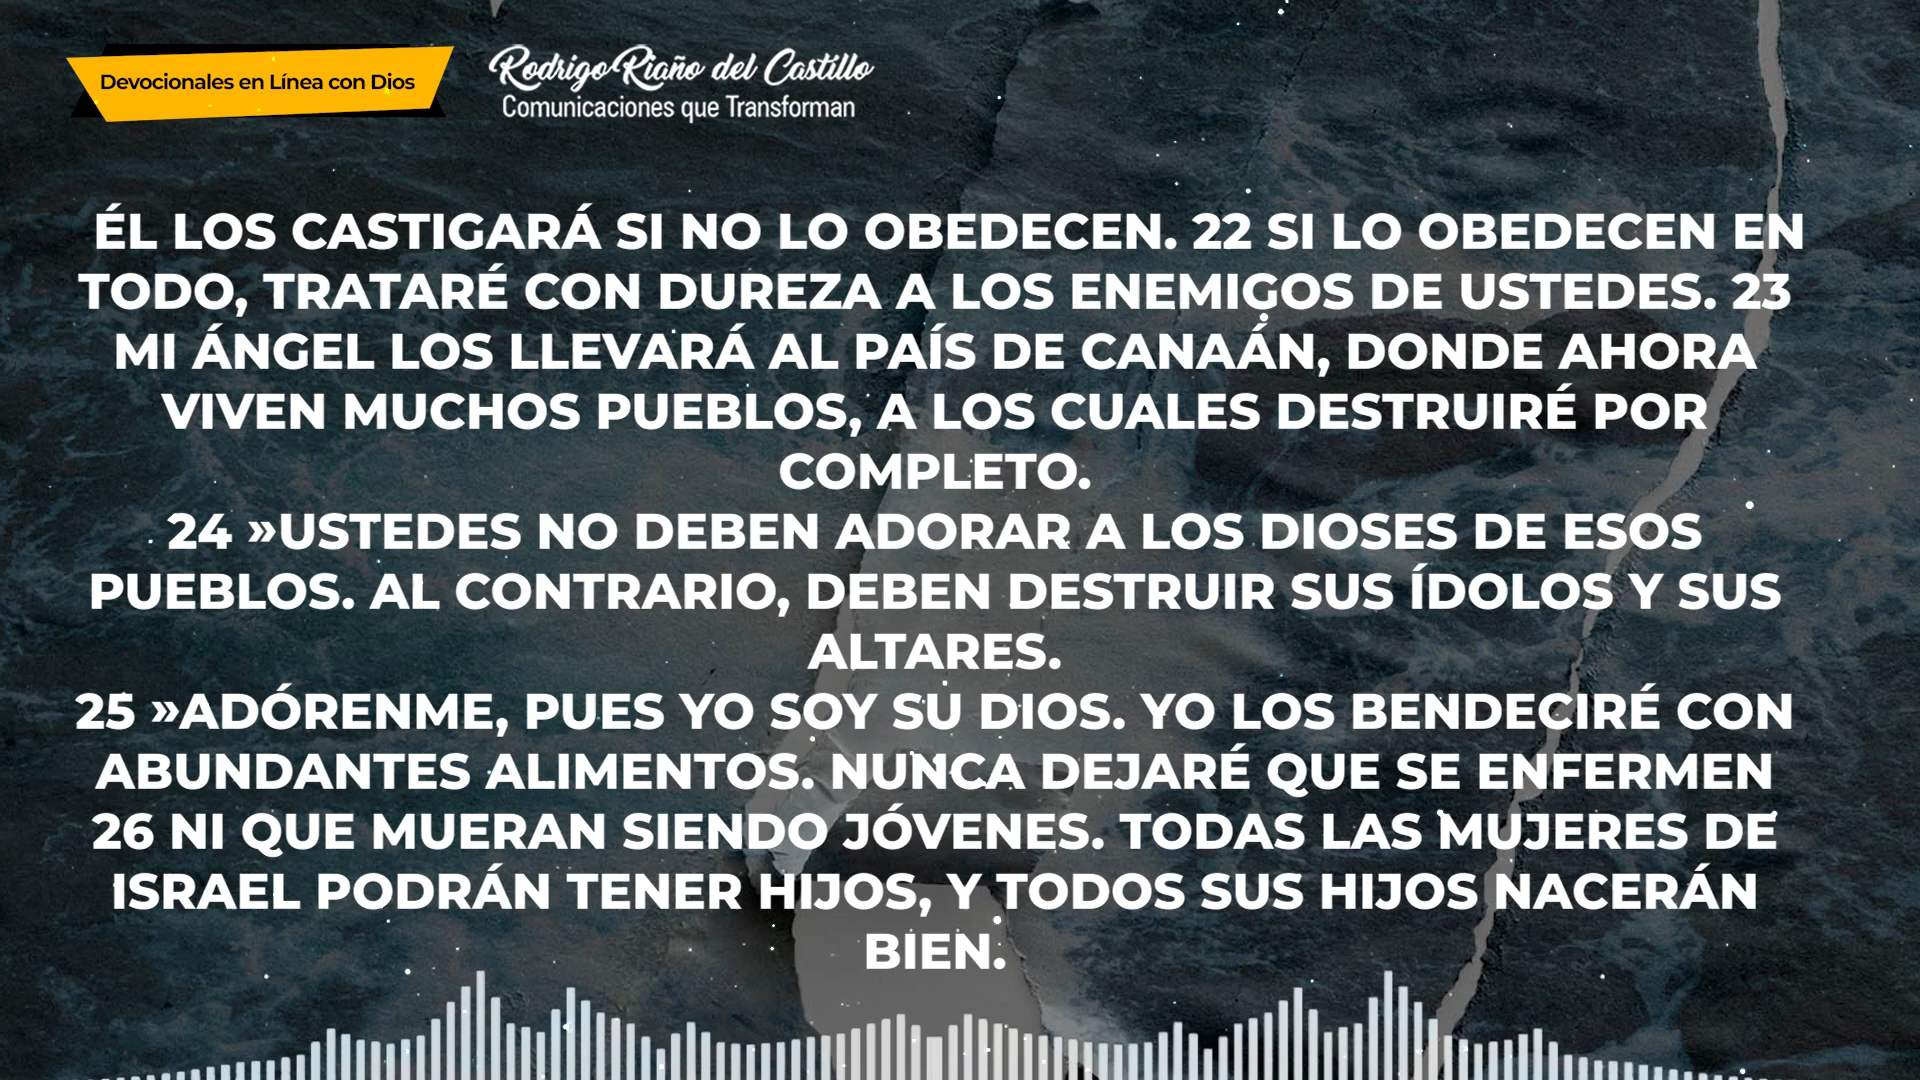 Devocionales en Línea con Dios
Rodrigo Riaño del Castillo
Comunicaciones que Transforman
ÉL LOS CASTIGARÁ SI NO LO OBEDECEN. 22 SI LO OBEDECEN EN
TODO, TRATARÉ CON DUREZA A LOS ENEMIGOS DE USTEDES. 23
MI ÁNGEL LOS LLEVARÁ AL PAÍS DE CANAÁN, DONDE AHORA
VIVEN MUCHOS PUEBLOS, A LOS CUALES DESTRUIRÉ POR
COMPLETO.
24 »USTEDES NO DEBEN ADORAR A LOS DIOSES DE ESOS
PUEBLOS. AL CONTRARIO, DEBEN DESTRUIR SUS ÍDOLOS Y SUS
ALTARES.
25 »ADÓRENME, PUES YO SOY SU DIOS. YO LOS BENDECIRÉ CON
ABUNDANTES ALIMENTOS. NUNCA DEJARÉ QUE SE ENFERMEN
26 NI QUE MUERAN SIENDO JÓVENES. TODAS LAS MUJERES DE
ISRAEL PODRÁN TENER HIJOS, Y TODOS SUS HIJOS NACERÁN
BIEN.